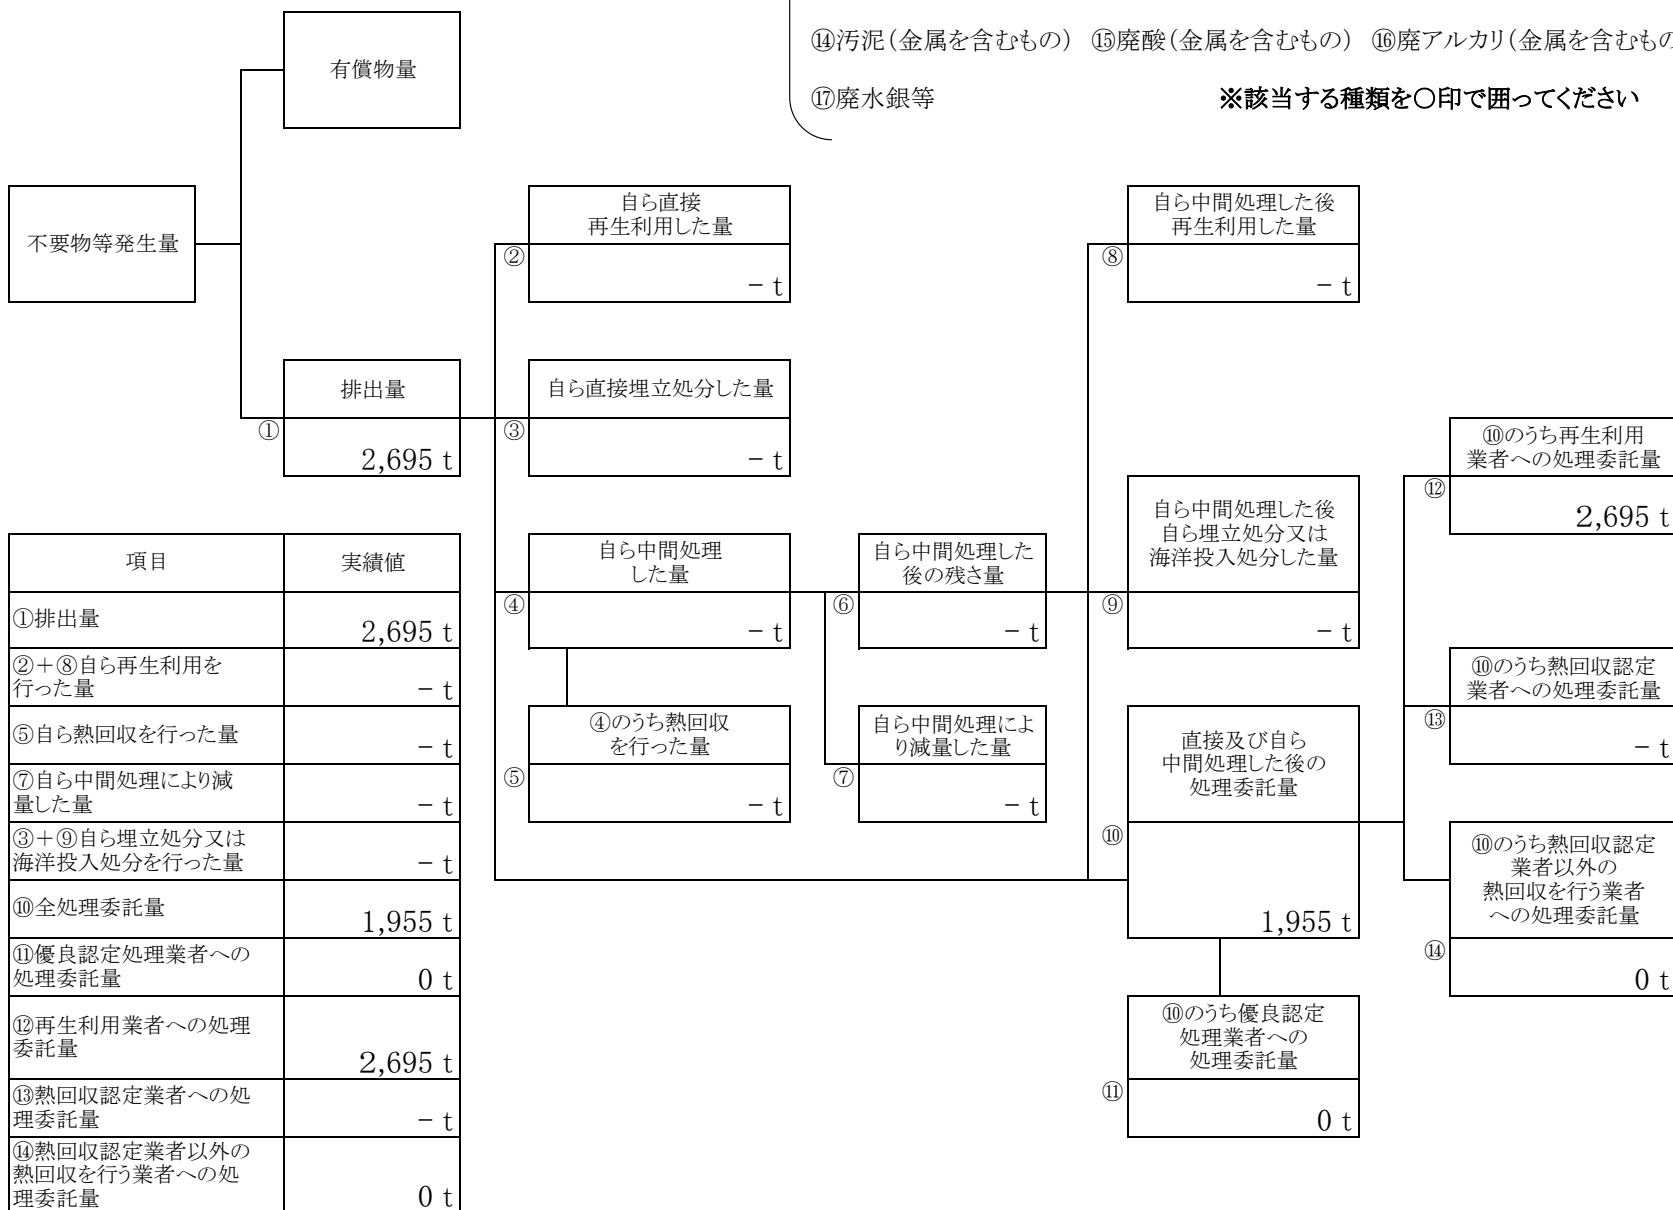 ⑭汚泥(金属を含むもの) ⑮廃酸(金属を含むもの) ⑯廃アルカリ(金属を含むもの
⑰廃水銀等 ※該当する種類を○印で囲ってください
有償物量
不要物等発生量
排出量
①
2,695 t
自ら直接
再生利用した量
②
− t
自ら直接埋立処分した量
③
− t
自ら中間処理
した量
④
− t
④のうち熱回収
を行った量
⑤
− t
自ら中間処理した
後の残さ量
⑥
− t
自ら中間処理によ
り減量した量
⑦
− t
自ら中間処理した後
再生利用した量
⑧
− t
自ら中間処理した後
自ら埋立処分又は
海洋投入処分した量
⑨
− t
直接及び自ら
中間処理した後の
処理委託量
⑩
1,955 t
⑩のうち優良認定
処理業者への
処理委託量
⑪
0 t
⑩のうち再生利用
業者への処理委託量
⑫
2,695 t
⑩のうち熱回収認定
業者への処理委託量
⑬
− t
⑩のうち熱回収認定
業者以外の
熱回収を行う業者
への処理委託量
⑭
0 t
項目 実績値
①排出量 2,695 t
②+⑧自ら再生利用を
行った量 − t
⑤自ら熱回収を行った量 − t
⑦自ら中間処理により減
量した量 − t
③+⑨自ら埋立処分又は
海洋投入処分を行った量 − t
⑩全処理委託量 1,955 t
⑪優良認定処理業者への
処理委託量 0 t
⑫再生利用業者への処理
委託量 2,695 t
⑬熱回収認定業者への処
理委託量 − t
⑭熱回収認定業者以外の
熱回収を行う業者への処
理委託量 0 t